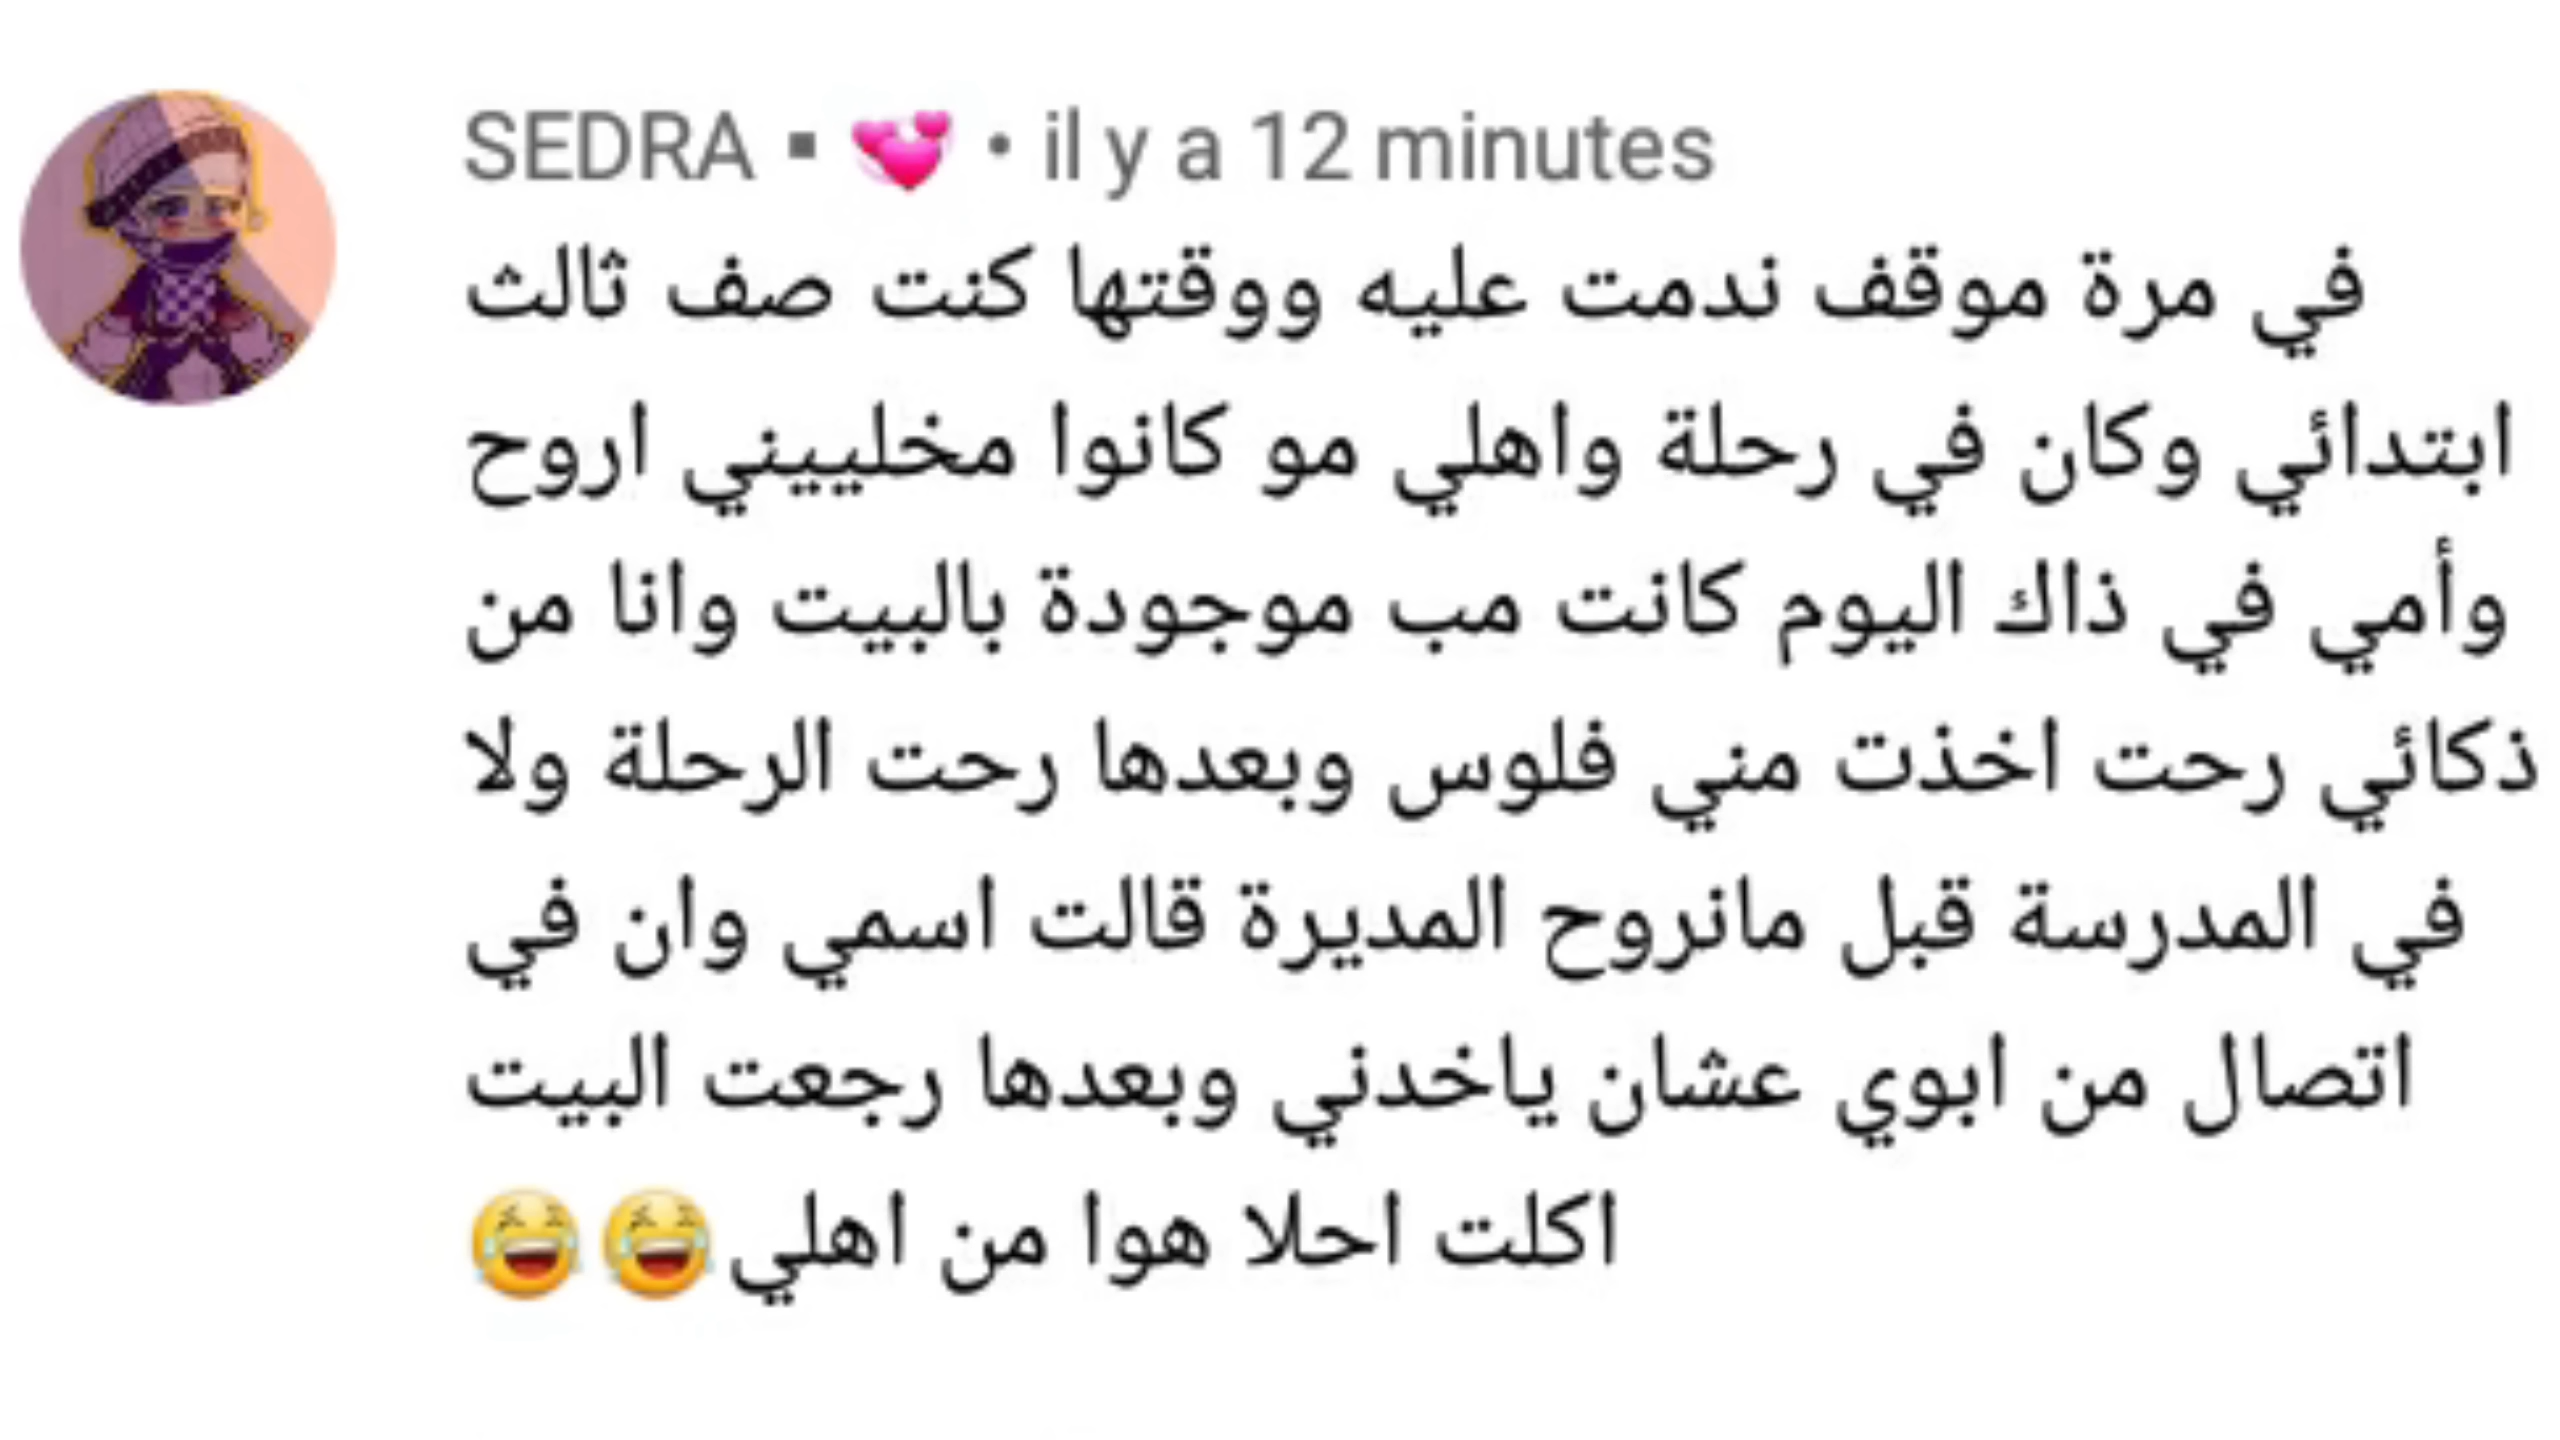 SEDRA ▪ 💞 • il y a 12 minutes
في مرة موقف ندمت عليه ووقتها كنت صف ثالث
ابتدائي وكان في رحلة واهلي مو كانوا مخلييني اروح
وأمي في ذاك اليوم كانت مب موجودة بالبيت وانا من
ذكائي رحت اخذت مني فلوس وبعدها رحت الرحلة ولا
في المدرسة قبل مانروح المديرة قالت اسمي وان في
اتصال من ابوي عشان ياخدني وبعدها رجعت البيت
اكلت احلا هوا من اهلي😂😂